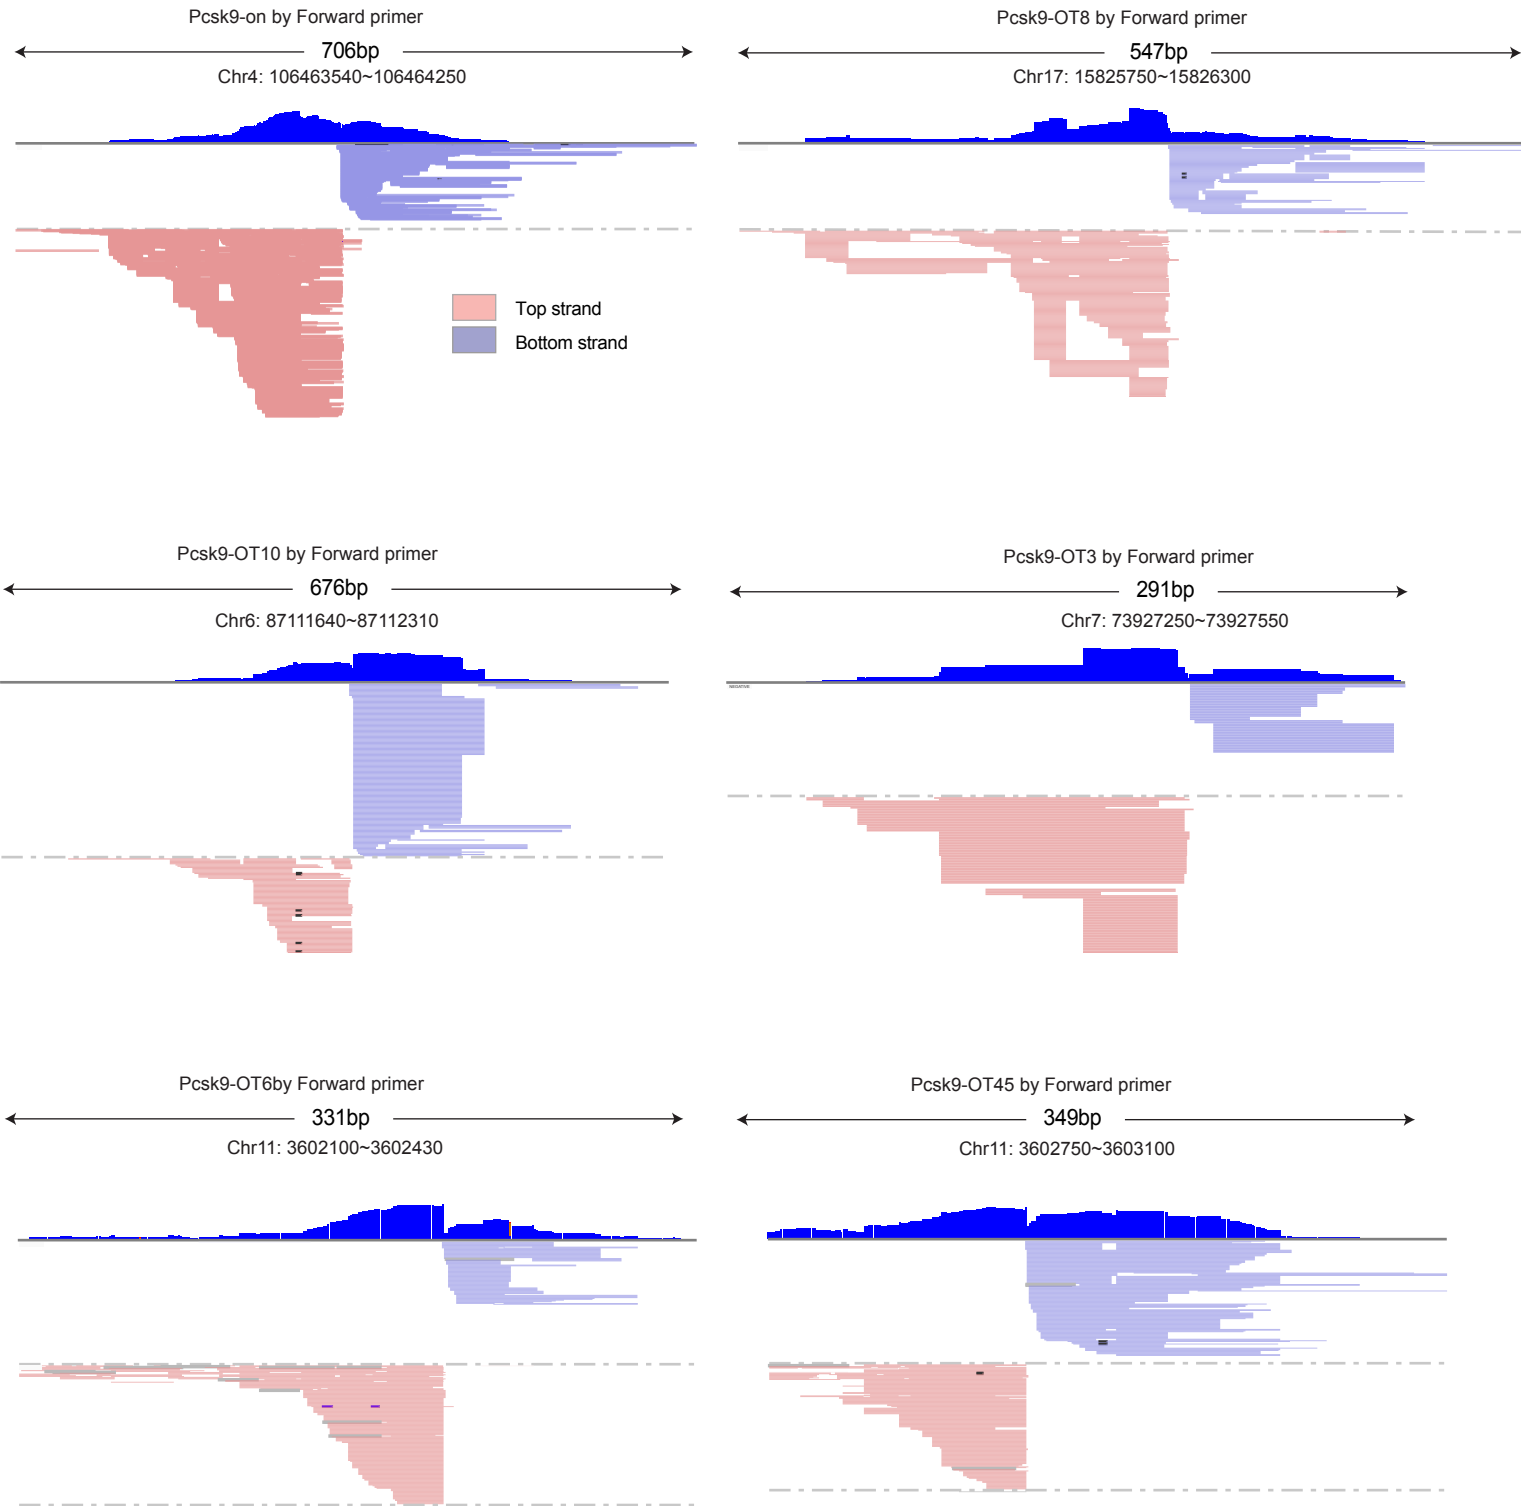 Pcsk9-on by Forward primer
706bp
Chr4: 106463540~106464250
Pcsk9-OT8 by Forward primer
547bp
Chr17: 15825750~15826300
Top strand
Bottom strand
Pcsk9-OT10 by Forward primer
676bp
Chr6: 87111640~87112310
Pcsk9-OT3 by Forward primer
291bp
Chr7: 73927250~73927550
NEGATIVE
Pcsk9-OT6by Forward primer
331bp
Chr11: 3602100~3602430
Pcsk9-OT45 by Forward primer
349bp
Chr11: 3602750~3603100